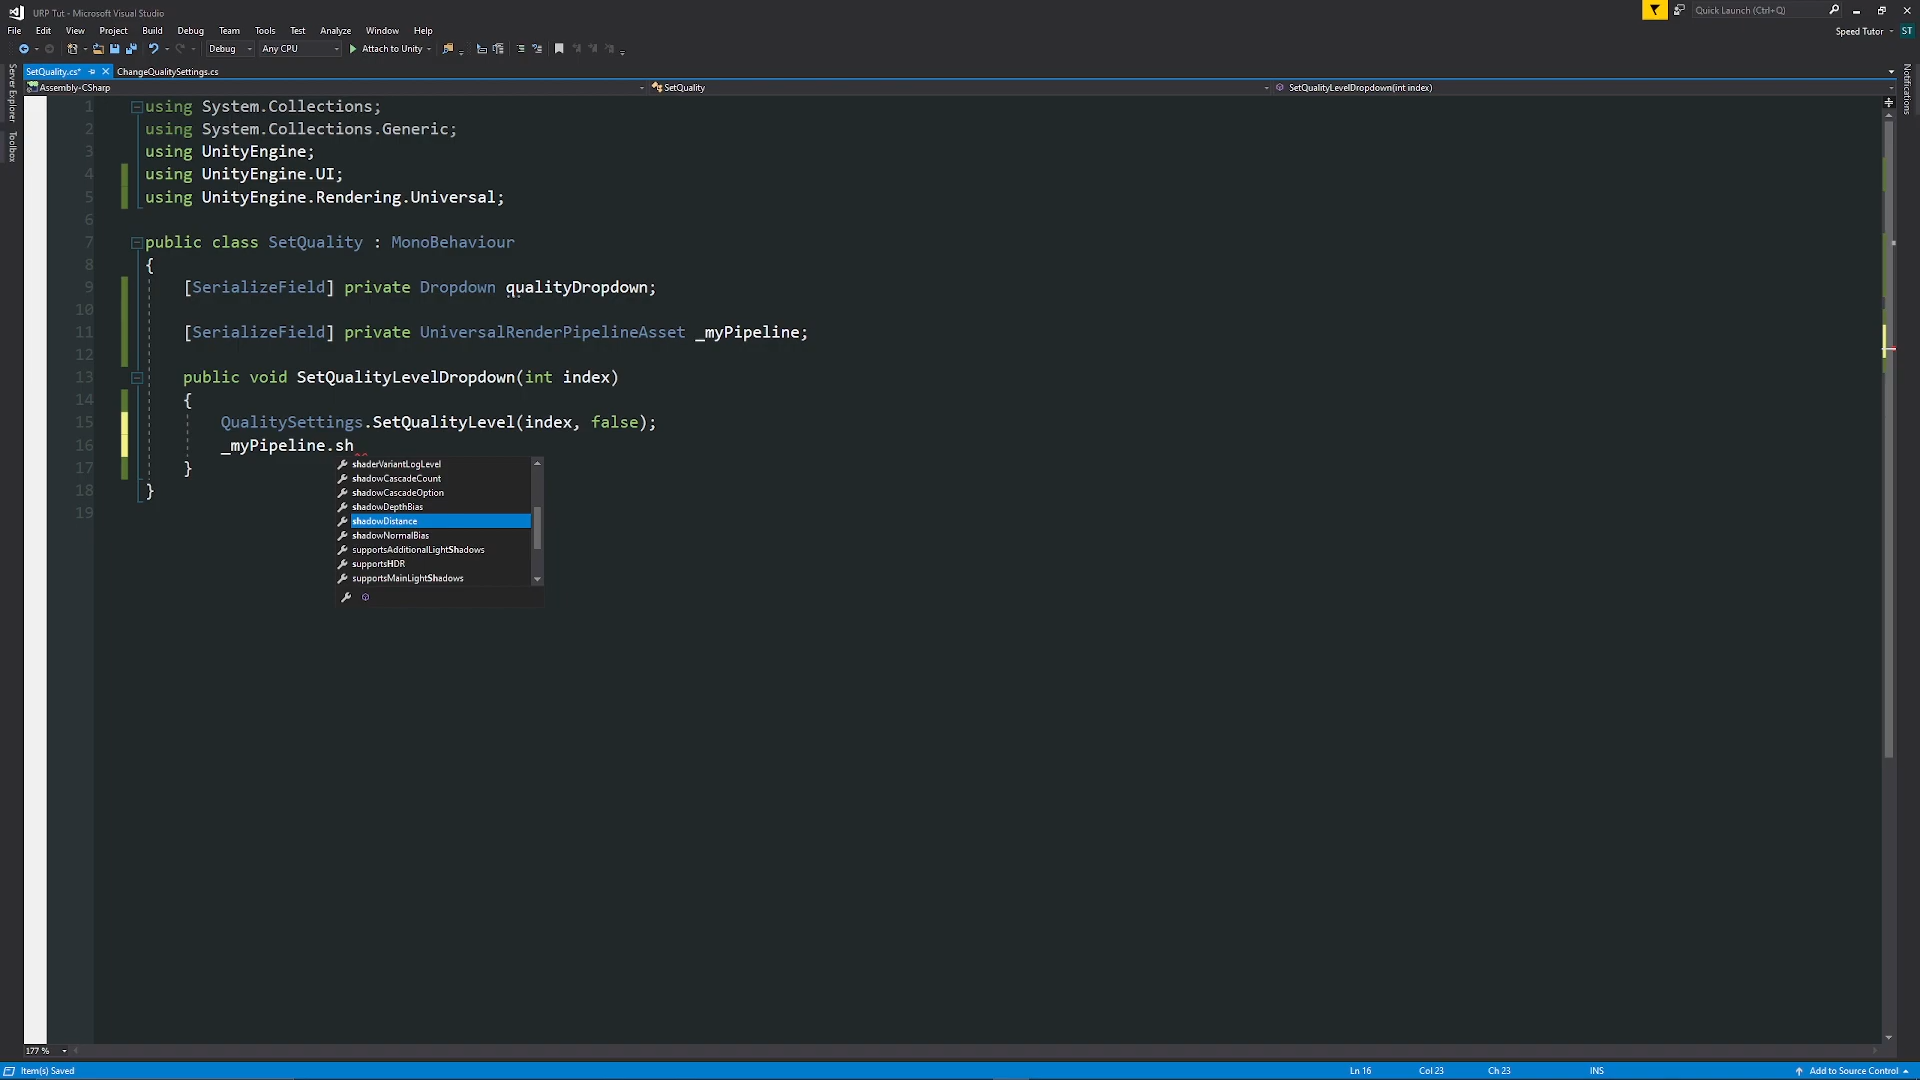 URP Tut - Microsoft Visual Studio
Quick Launch (Ctrl+Q)
File Edit View Project Build Debug Team Tools Test Analyze Window Help
Speed Tutor ST
Debug Any CPU Attach to Unity
SetQuality.cs* ChangeQualitySettings.cs
Assembly-CSharp SetQuality SetQualityLevelDropdown(int index)
Server Explorer
Toolbox
Notifications
1 using System.Collections;
2 using System.Collections.Generic;
3 using UnityEngine;
4 using UnityEngine.UI;
5 using UnityEngine.Rendering.Universal;
6
7 public class SetQuality : MonoBehaviour
8 {
9 [SerializeField] private Dropdown qualityDropdown;
10
11 [SerializeField] private UniversalRenderPipelineAsset _myPipeline;
12
13 public void SetQualityLevelDropdown(int index)
14 {
15 QualitySettings.SetQualityLevel(index, false);
16 _myPipeline.sh
17 }
18 }
19
shaderVariantLogLevel
shadowCascadeCount
shadowCascadeOption
shadowDepthBias
shadowDistance
shadowNormalBias
supportsAdditionalLightShadows
supportsHDR
supportsMainLightShadows
177 %
Item(s) Saved Ln 16 Col 23 Ch 23 INS Add to Source Control